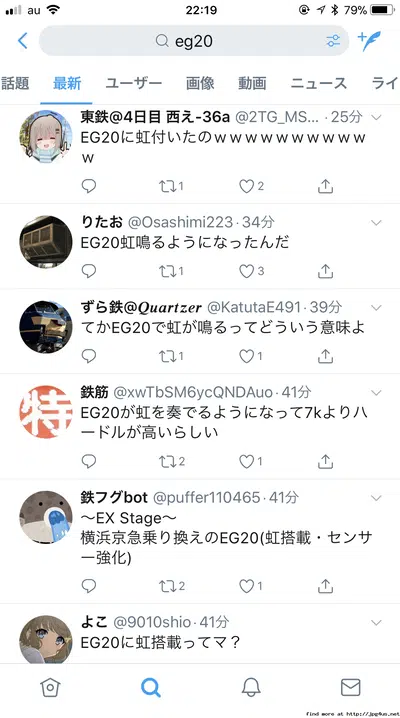 au 22:19 79%
eg20
話題 最新 ユーザー 画像 動画 ニュース ライ
東鉄@4日目 西え-36a @2TG_MS...・25分
EG20に虹付いたのｗｗｗｗｗｗｗｗｗｗ
ｗ
1 2
りたお @Osashimi223・34分
EG20虹鳴るようになったんだ
1 3
ずら鉄@Quartzer @KatutaE491・39分
てかEG20で虹が鳴るってどういう意味よ
1 1
鉄筋 @xwTbSM6ycQNDAuo・41分
EG20が虹を奏でるようになって7kよりハ
ードルが高いらしい
2 1
特
鉄フグbot @puffer110465・41分
〜EX Stage〜
横浜京急乗り換えのEG20(虹搭載・センサ
ー強化)
2 1
よこ @9010shio・41分
EG20に虹搭載ってマ？
find more at http://jpg4us.net